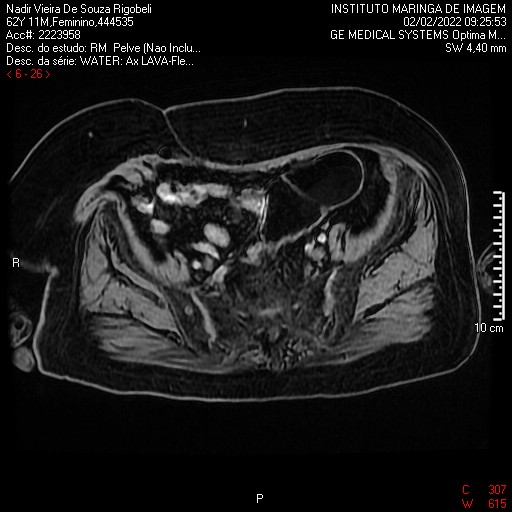 Nadir Vieira De Souza Rigobeli
62Y 11M,Feminino,444535
Acc#: 2223958
Desc. do estudo: RM  Pelve (Nao Inclu...
Desc. da série: WATER: Ax LAVA-Fle...
< 6 - 26 >
INSTITUTO MARINGA DE IMAGEM
02/02/2022 09:25:53
GE MEDICAL SYSTEMS Optima M...
SW 4,40 mm
R
10 cm
P
C 307
W 615